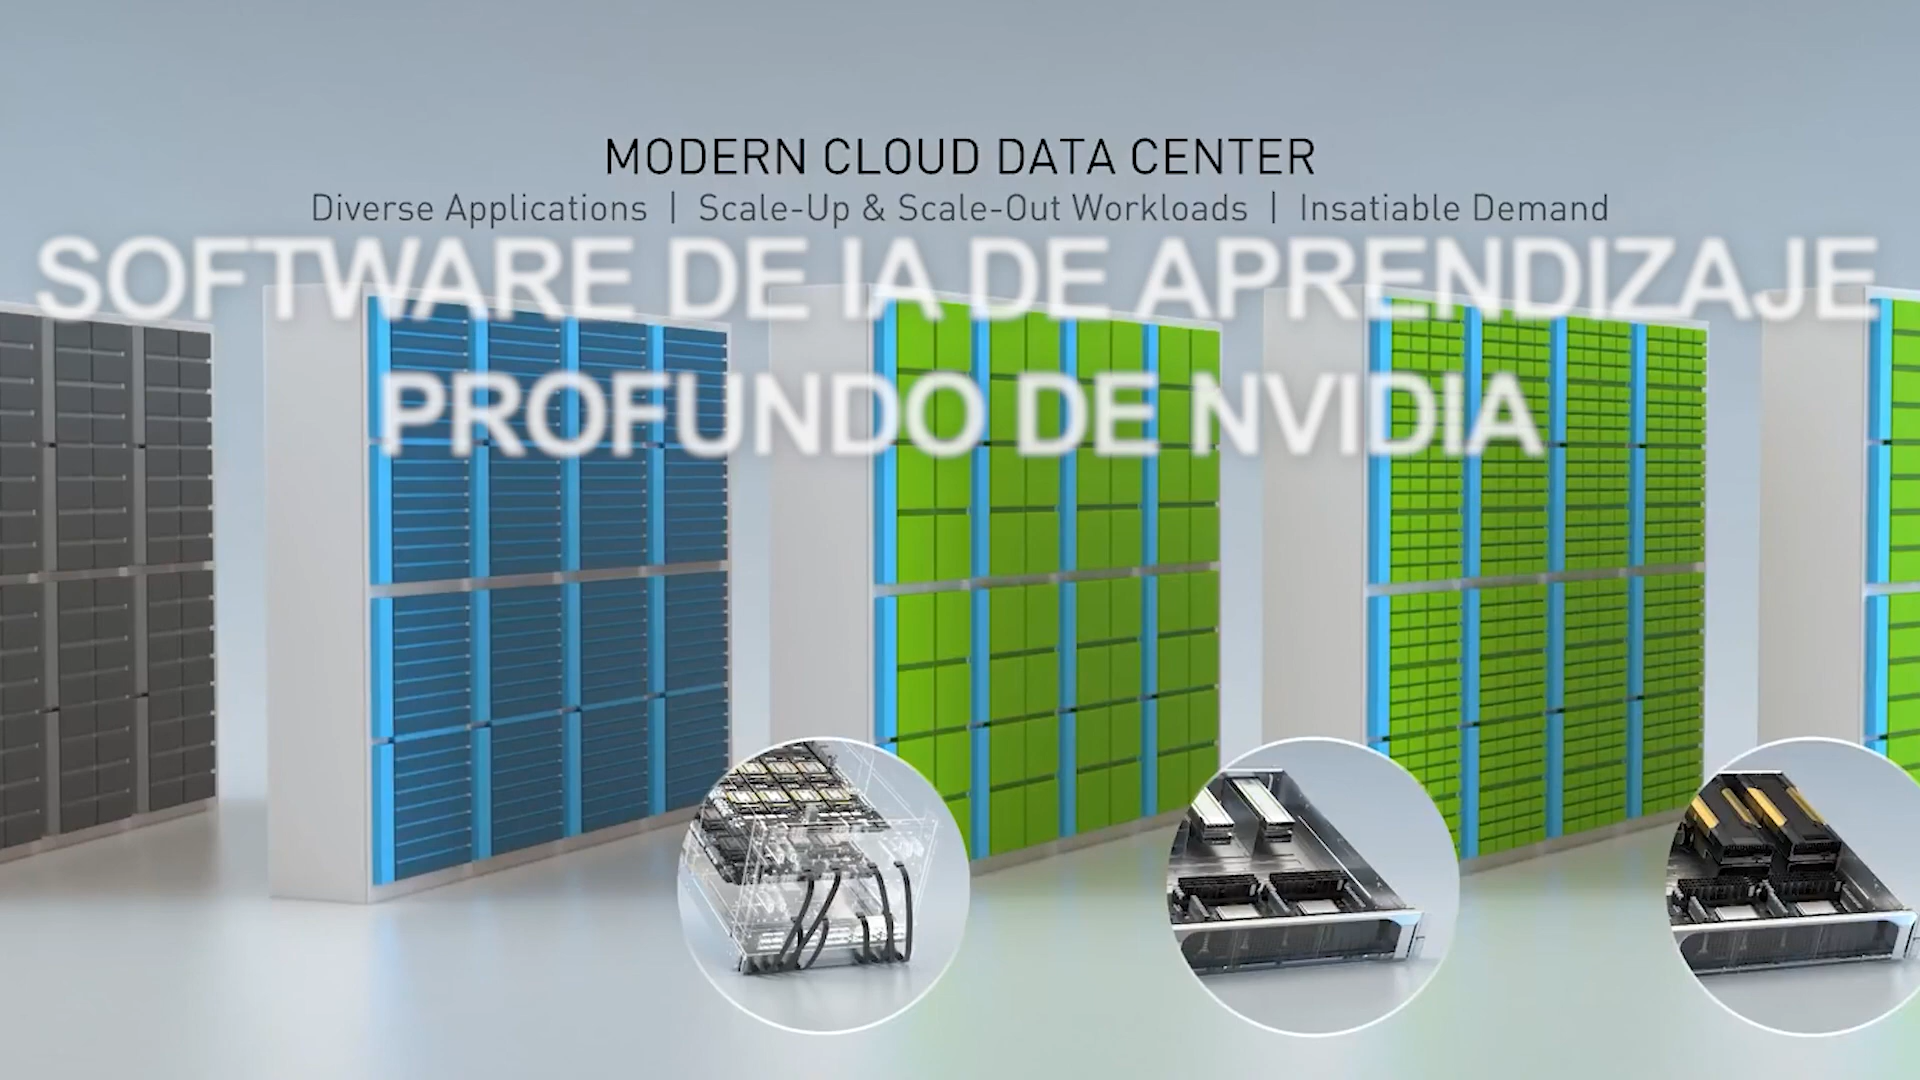 MODERN CLOUD DATA CENTER
Diverse Applications | Scale-Up & Scale-Out Workloads | Insatiable Demand
SOFTWARE DE IA DE APRENDIZAJE
PROFUNDO DE NVIDIA